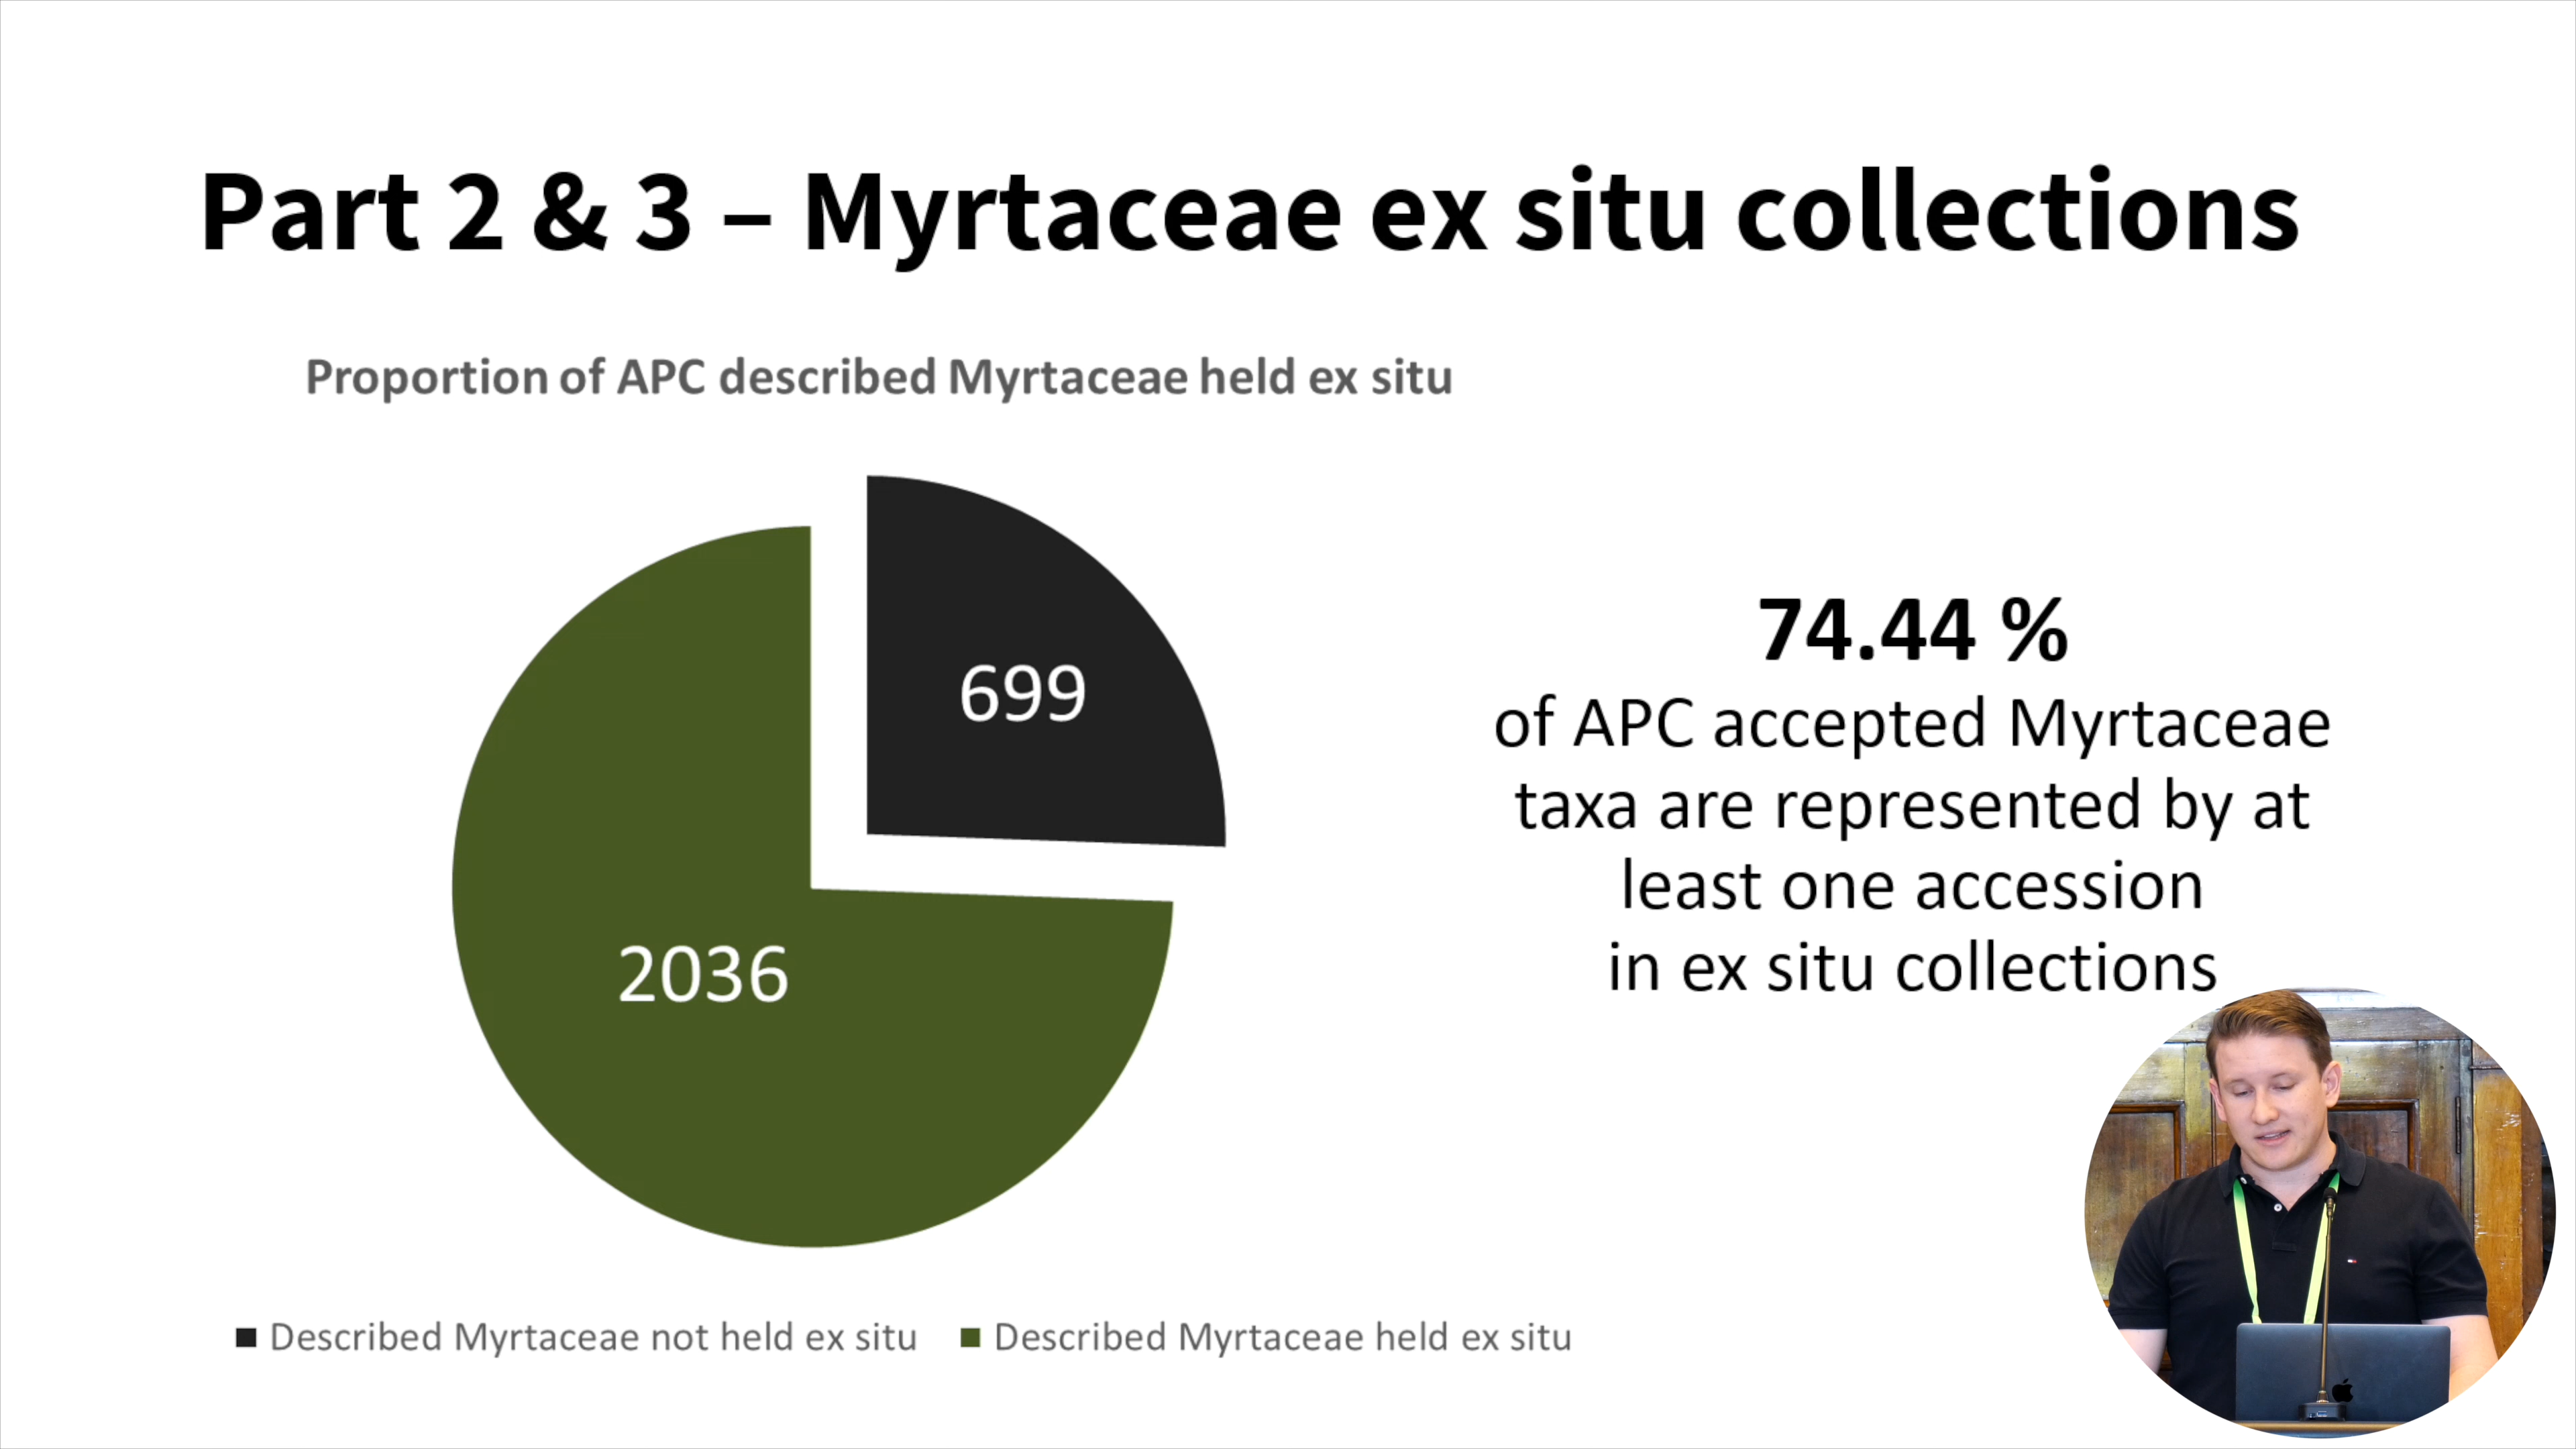 Part 2 & 3 – Myrtaceae ex situ collections
Proportion of APC described Myrtaceae held ex situ
699
2036
74.44 %
of APC accepted Myrtaceae
taxa are represented by at
least one accession
in ex situ collections
Described Myrtaceae not held ex situ
Described Myrtaceae held ex situ